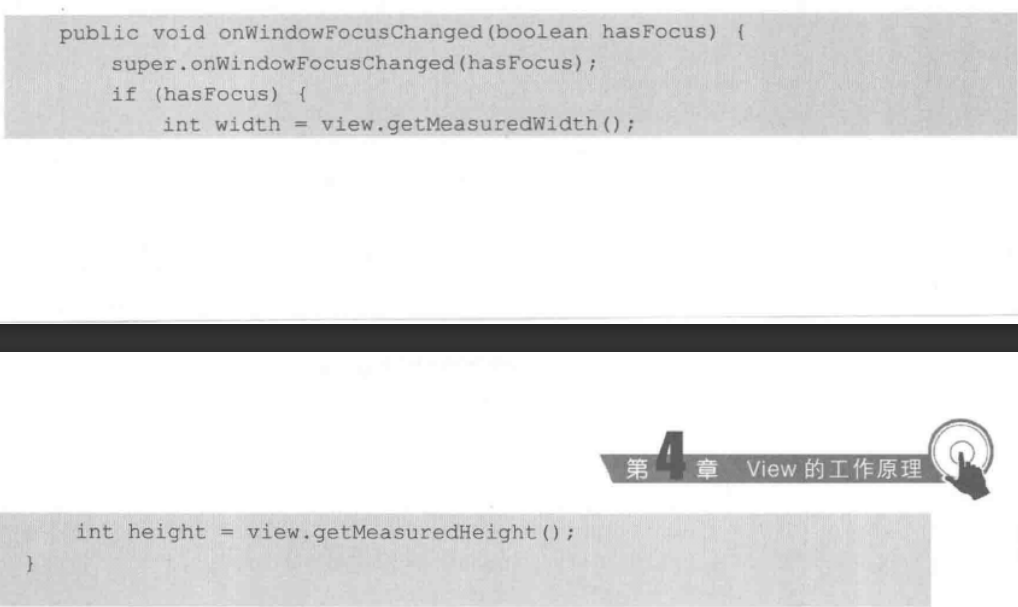 public void onWindowFocusChanged(boolean hasFocus) {
super.onWindowFocusChanged(hasFocus);
if (hasFocus) {
int width = view.getMeasuredWidth();
第4章 View 的工作原理
int height = view.getMeasuredHeight();
}